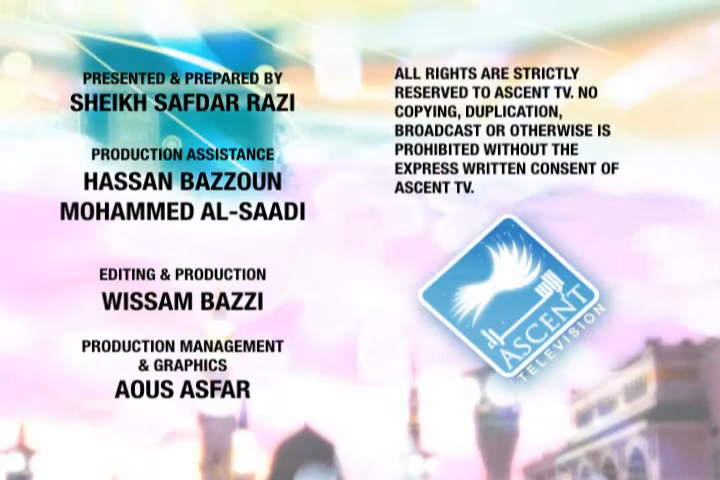 PRESENTED & PREPARED BY
SHEIKH SAFDAR RAZI
PRODUCTION ASSISTANCE
HASSAN BAZZOUN
MOHAMMED AL-SAADI
EDITING & PRODUCTION
WISSAM BAZZI
PRODUCTION MANAGEMENT
& GRAPHICS
AOUS ASFAR
ALL RIGHTS ARE STRICTLY
RESERVED TO ASCENT TV. NO
COPYING, DUPLICATION,
BROADCAST OR OTHERWISE IS
PROHIBITED WITHOUT THE
EXPRESS WRITTEN CONSENT OF
ASCENT TV.
الإسراء
ASCENT
TELEVISION